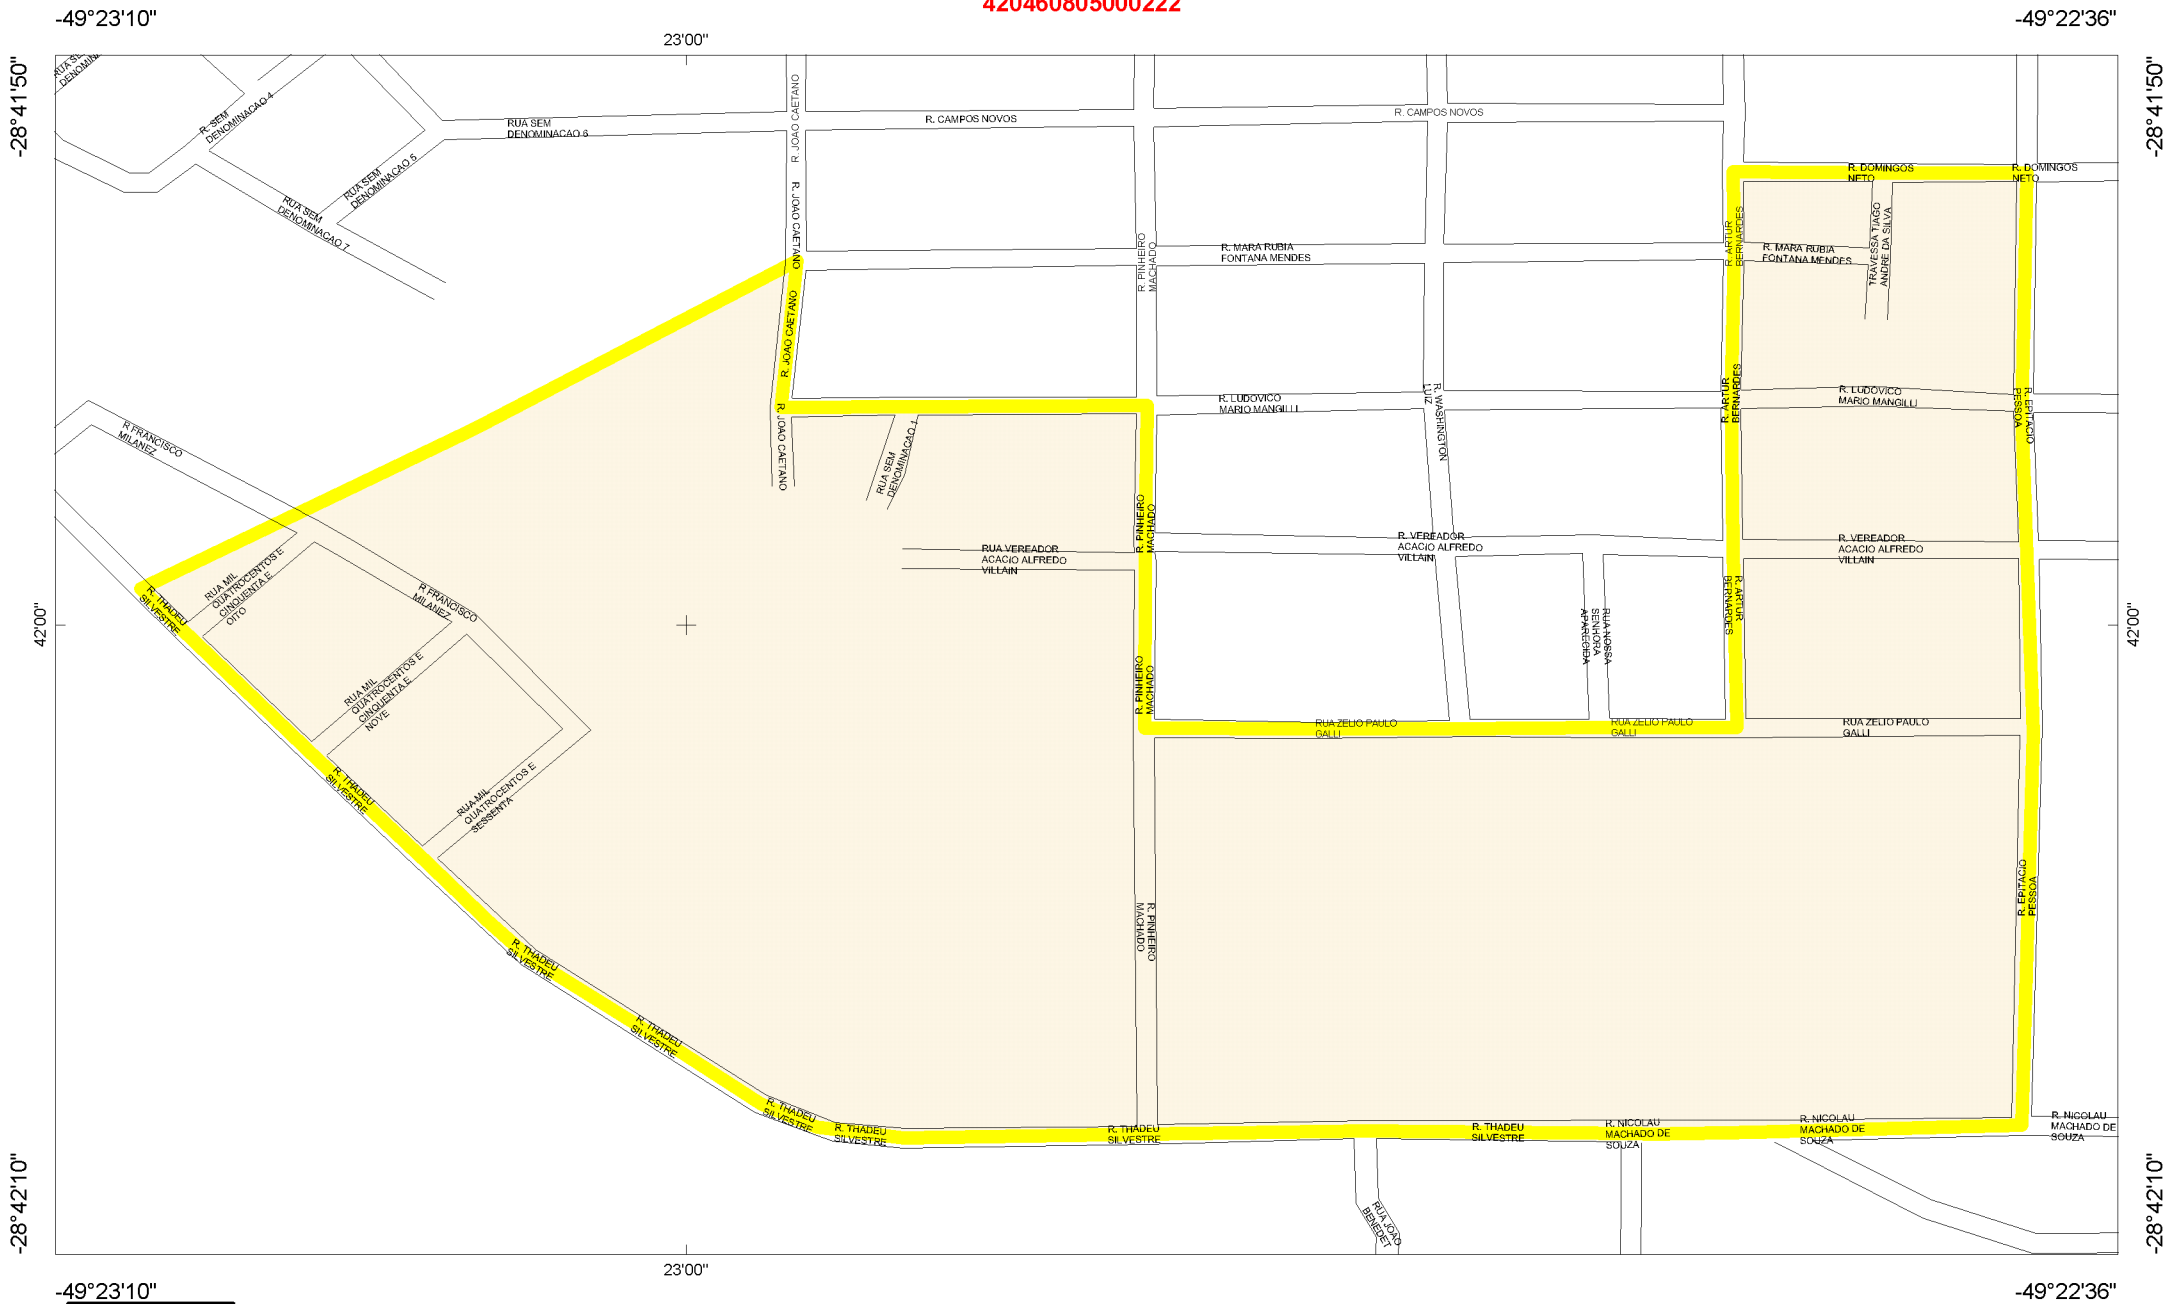 420460805000222
-49°23'10"
-49°22'36"
23'00"
-28°41'50"
-28°41'50"
DENOMINACAO 4
R. SEM
RUA SEM
DENOMINACAO 6
R. JOAO CAETANO
R. CAMPOS NOVOS
R. CAMPOS NOVOS
RUA SEM
DENOMINACAO 5
RUA SEM
DENOMINACAO 7
R. JOAO CAETANO
R. DOMINGOS
NETO
R. DOMINGOS
NETO
R. PINHEIRO
MACHADO
R. MARA RUBIA
FONTANA MENDES
R. ARTUR
BERNARDES
R. MARA RUBIA
FONTANA MENDES
TRAVESSA TIAGO
ANDRE DA SILVA
R. JOAO CAETANO
R. JOAO CAETANO
R. LUDOVICO
MARIO MANGILLI
R. WASHINGTON
LUIZ
R. ARTUR
BERNARDES
R. LUDOVICO
MARIO MANGILLI
R. EPITACIO
PESSOA
R FRANCISCO
MILANEZ
RUA SEM
DENOMINACAO 1
R. PINHEIRO
MACHADO
RUA VEREADOR
ACACIO ALFREDO
VILLAIN
R. VEREADOR
ACACIO ALFREDO
VILLAIN
R. VEREADOR
ACACIO ALFREDO
VILLAIN
RUA MIL
QUATROCENTOS E
CINQUENTA E
OITO
R. THADEU
SILVESTRE
R FRANCISCO
MILANEZ
42'00"
42'00"
RUA NOSSA
SENHORA
APARECIDA
R. ARTUR
BERNARDES
RUA MIL
QUATROCENTOS E
CINQUENTA E
NOVE
R. PINHEIRO
MACHADO
RUA ZELIO PAULO
GALLI
RUA ZELIO PAULO
GALLI
RUA ZELIO PAULO
GALLI
R. THADEU
SILVESTRE
RUA MIL
QUATROCENTOS E
SESSENTA
R. EPITACIO
PESSOA
R. PINHEIRO
MACHADO
R. THADEU
SILVESTRE
R. THADEU
SILVESTRE
R. THADEU
SILVESTRE
R. THADEU
SILVESTRE
R. THADEU
SILVESTRE
R. THADEU
SILVESTRE
R. NICOLAU
MACHADO DE
SOUZA
R. NICOLAU
MACHADO DE
SOUZA
R. NICOLAU
MACHADO DE
SOUZA
RUA JOAO
BENEDET
-28°42'10"
-28°42'10"
23'00"
-49°23'10"
-49°22'36"